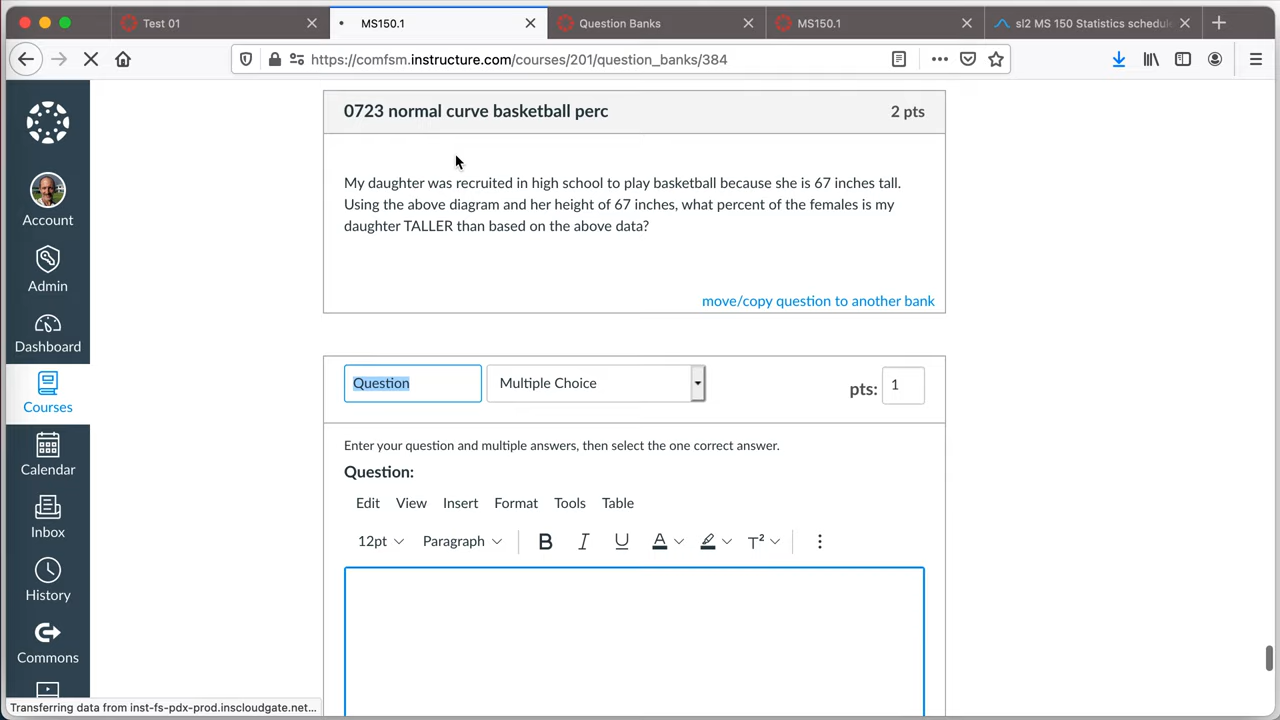 Test 01
MS150.1
Question Banks
MS150.1
sl2 MS 150 Statistics schedul
https://comfsm.instructure.com/courses/201/question_banks/384
Account
Admin
Dashboard
Courses
Calendar
Inbox
History
Commons
0723 normal curve basketball perc
2 pts
My daughter was recruited in high school to play basketball because she is 67 inches tall.
Using the above diagram and her height of 67 inches, what percent of the females is my
daughter TALLER than based on the above data?
move/copy question to another bank
Question
Multiple Choice
pts: 1
Enter your question and multiple answers, then select the one correct answer.
Question:
Edit View Insert Format Tools Table
12pt Paragraph B I U A T²
Transferring data from inst-fs-pdx-prod.inscloudgate.net...